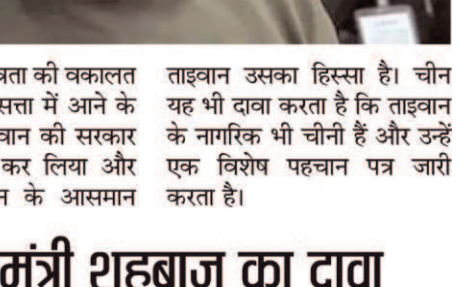 की वकालत
सत्ता में आने के
की सरकार
कर लिया और
के आसमान
ताइवान उसका हिस्सा है। चीन
यह भी दावा करता है कि ताइवान
के नागरिक भी चीनी हैं और उन्हें
एक विशेष पहचान पत्र जारी
करता है।
मंत्री शहबाज का दावा